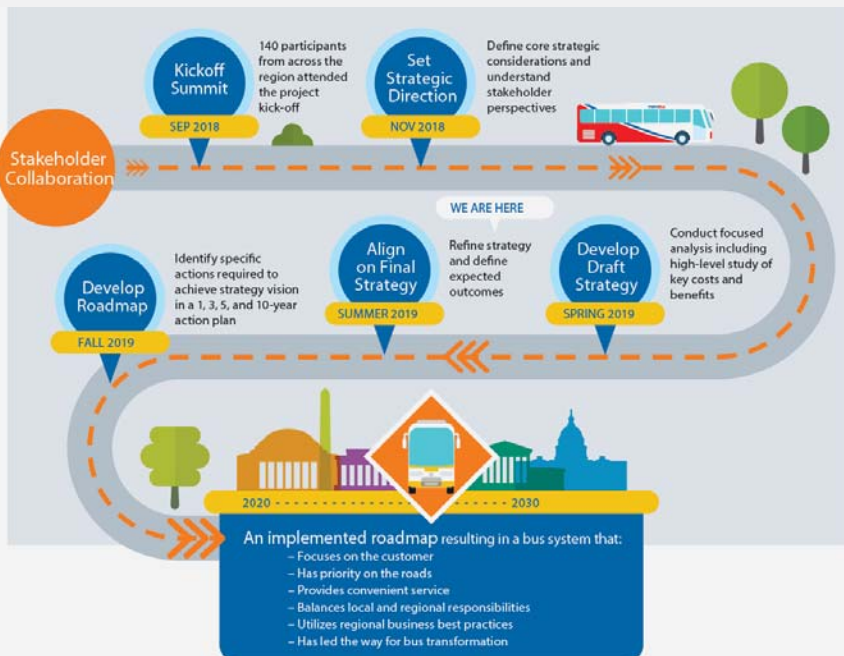 Stakeholder
Collaboration
Kickoff
Summit
SEP 2018
140 participants
from across the
region attended
the project
kick-off
Set
Strategic
Direction
NOV 2018
Define core strategic
considerations and
understand
stakeholder
perspectives
Develop
Draft
Strategy
SPRING 2019
Conduct focused
analysis including
high-level study of
key costs and
benefits
WE ARE HERE
Align
on Final
Strategy
SUMMER 2019
Refine strategy
and define
expected
outcomes
Develop
Roadmap
FALL 2019
Identify specific
actions required to
achieve strategy vision
in a 1, 3, 5, and 10-year
action plan
2020 - - - - - - - - - - - - - - - - - - 2030
An implemented roadmap resulting in a bus system that:
– Focuses on the customer
– Has priority on the roads
– Provides convenient service
– Balances local and regional responsibilities
– Utilizes regional business best practices
– Has led the way for bus transformation